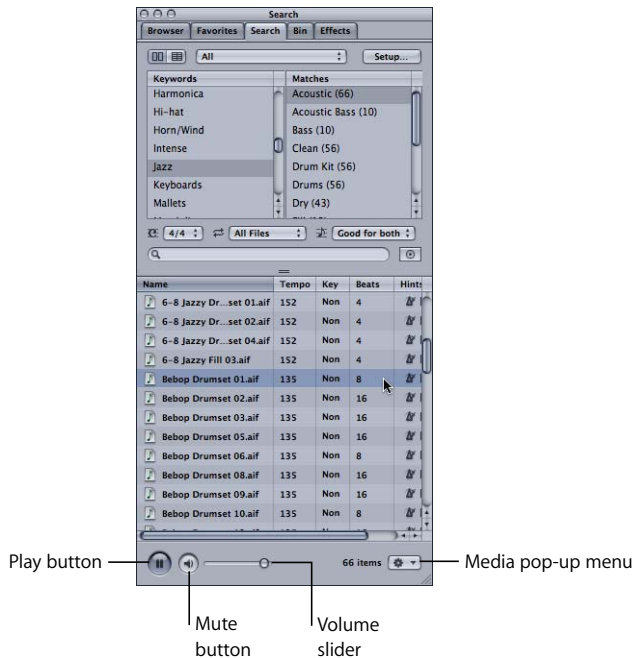 Search
Browser Favorites Search Bin Effects
All Setup...
Keywords Matches
Harmonica Acoustic (66)
Hi-hat Acoustic Bass (10)
Horn/Wind Bass (10)
Intense Clean (56)
Jazz Drum Kit (56)
Keyboards Drums (56)
Mallets Dry (43)
4/4 All Files Good for both
Name Tempo Key Beats Hints
6-8 Jazzy Dr...set 01.aif 152 Non 4
6-8 Jazzy Dr...set 02.aif 152 Non 4
6-8 Jazzy Dr...set 04.aif 152 Non 4
6-8 Jazzy Fill 03.aif 152 Non 4
Bebop Drumset 01.aif 135 Non 8
Bebop Drumset 02.aif 135 Non 16
Bebop Drumset 03.aif 135 Non 16
Bebop Drumset 05.aif 135 Non 16
Bebop Drumset 06.aif 135 Non 8
Bebop Drumset 08.aif 135 Non 16
Bebop Drumset 09.aif 135 Non 16
Bebop Drumset 10.aif 135 Non 8
Play button 66 items Media pop-up menu
Mute button
Volume slider